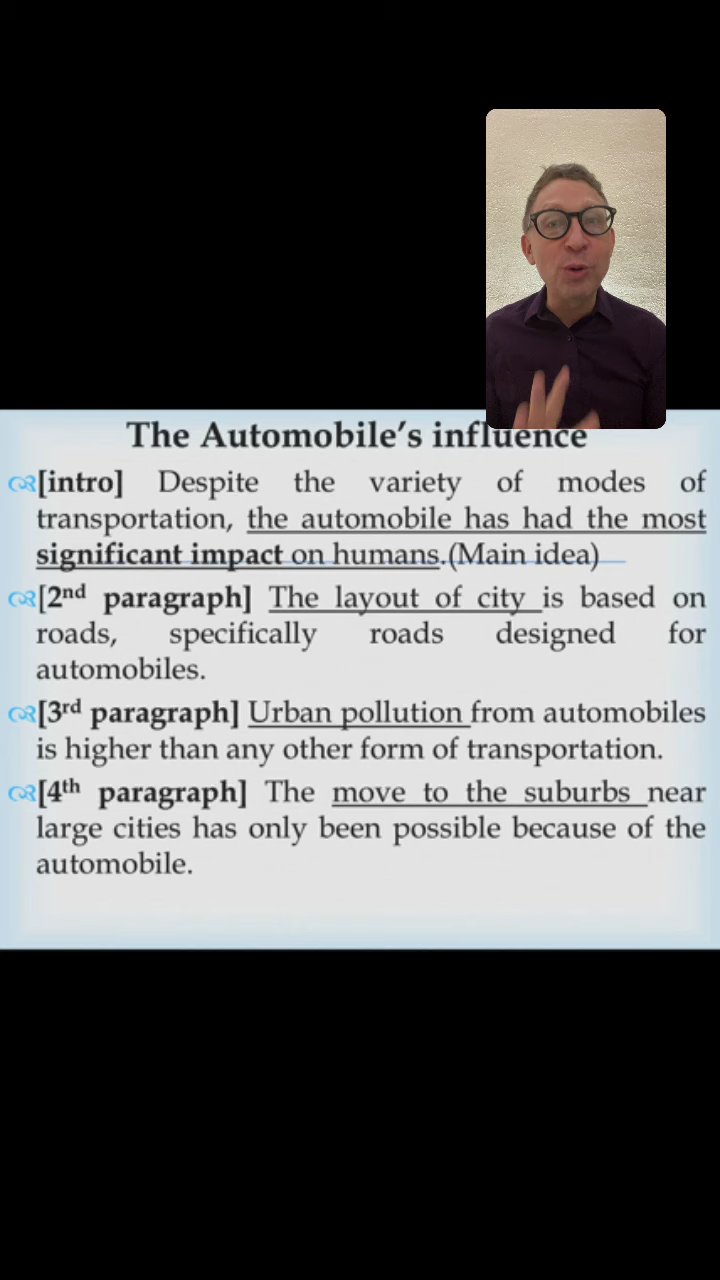 The Automobile's influence
[intro] Despite the variety of modes of
transportation, the automobile has had the most
significant impact on humans.(Main idea)
[2nd paragraph] The layout of city is based on
roads, specifically roads designed for
automobiles.
[3rd paragraph] Urban pollution from automobiles
is higher than any other form of transportation.
[4th paragraph] The move to the suburbs near
large cities has only been possible because of the
automobile.